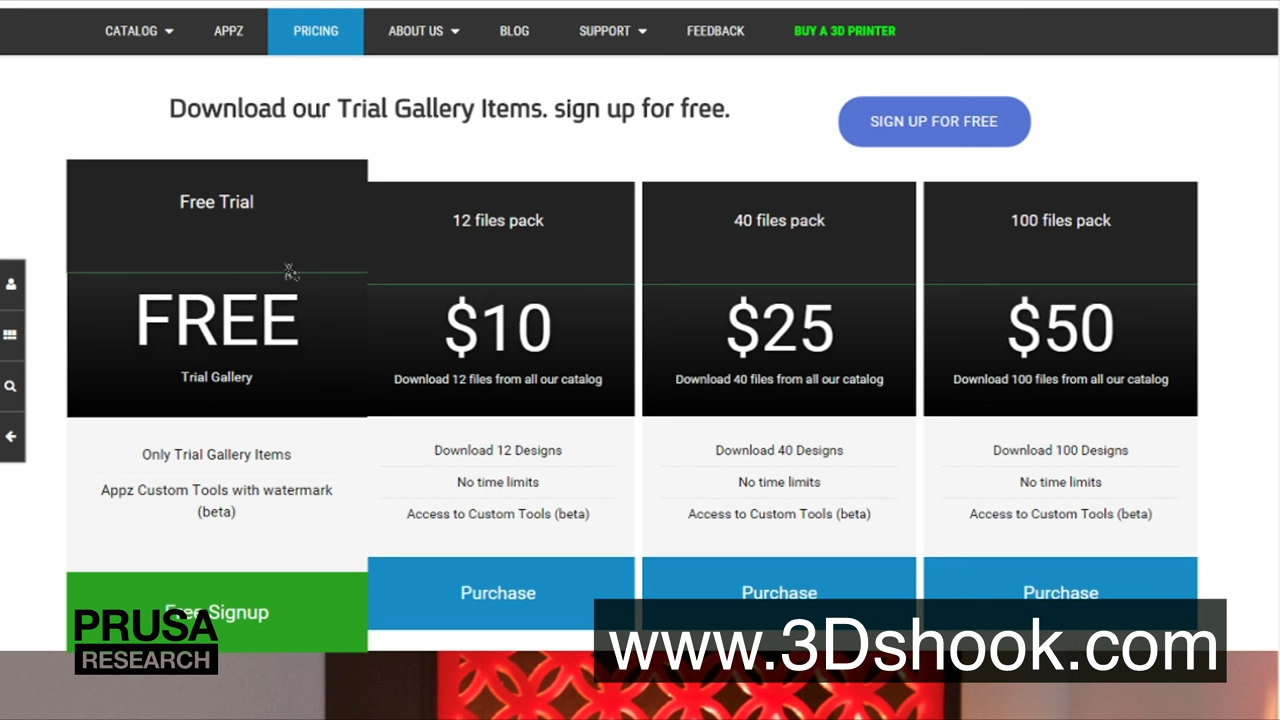 CATALOG
APPZ
PRICING
ABOUT US
BLOG
SUPPORT
FEEDBACK
BUY A 3D PRINTER
Download our Trial Gallery Items. sign up for free.
SIGN UP FOR FREE
Free Trial
FREE
Trial Gallery
Only Trial Gallery Items
Appz Custom Tools with watermark
(beta)
Free Signup
12 files pack
$10
Download 12 files from all our catalog
Download 12 Designs
No time limits
Access to Custom Tools (beta)
Purchase
40 files pack
$25
Download 40 files from all our catalog
Download 40 Designs
No time limits
Access to Custom Tools (beta)
Purchase
100 files pack
$50
Download 100 files from all our catalog
Download 100 Designs
No time limits
Access to Custom Tools (beta)
Purchase
PRUSA
RESEARCH
www.3Dshook.com